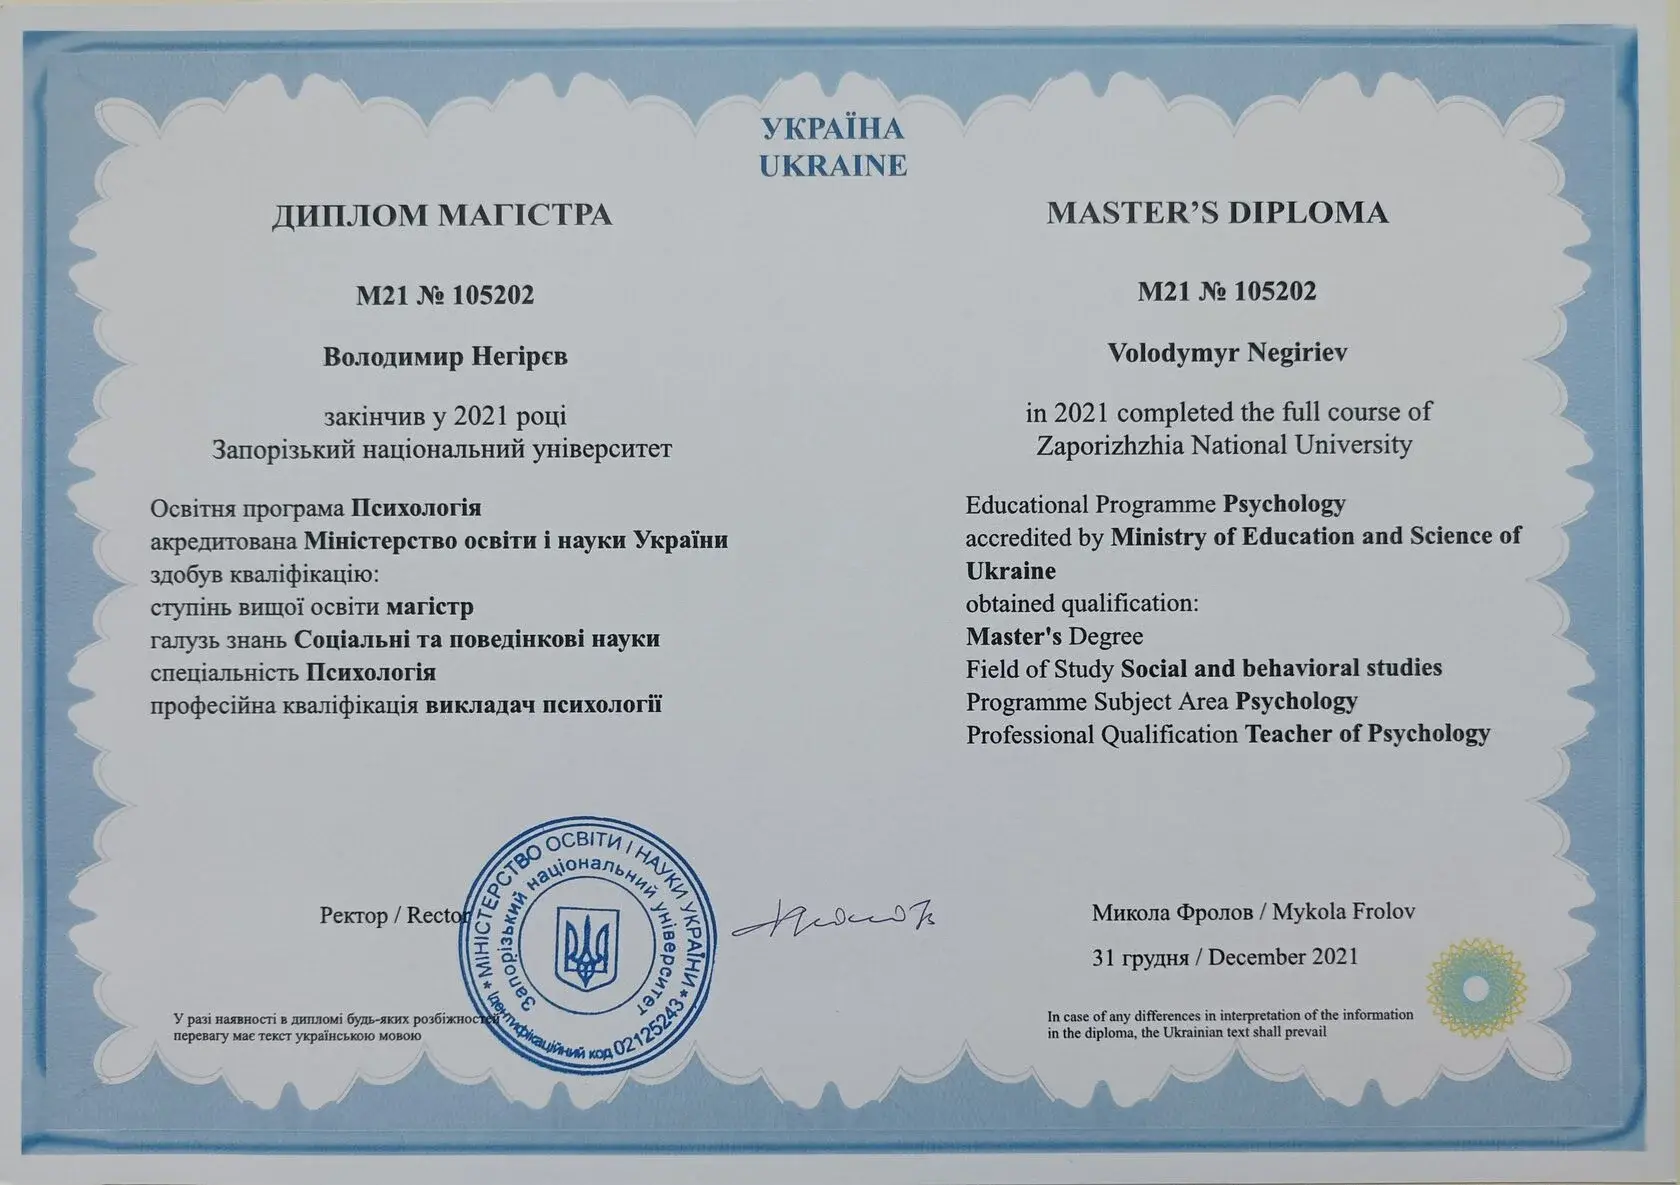 УКРАЇНА
UKRAINE
ДИПЛОМ МАГІСТРА
М21 № 105202
Володимир Негірєв
закінчив у 2021 році
Запорізький національний університет
Освітня програма Психологія
акредитована Міністерство освіти і науки України
здобув кваліфікацію:
ступінь вищої освіти магістр
галузь знань Соціальні та поведінкові науки
спеціальність Психологія
професійна кваліфікація викладач психології
MASTER’S DIPLOMA
M21 № 105202
Volodymyr Negiriev
in 2021 completed the full course of
Zaporizhzhia National University
Educational Programme Psychology
accredited by Ministry of Education and Science of
Ukraine
obtained qualification:
Master's Degree
Field of Study Social and behavioral studies
Programme Subject Area Psychology
Professional Qualification Teacher of Psychology
Ректор / Rector
МІНІСТЕРСТВО ОСВІТИ І НАУКИ УКРАЇНИ
Запорізький національний університет
Ідентифікаційний код 02125243
Микола Фролов / Mykola Frolov
31 грудня / December 2021
У разі наявності в дипломі будь-яких розбіжностей
перевагу має текст українською мовою
In case of any differences in interpretation of the information
in the diploma, the Ukrainian text shall prevail